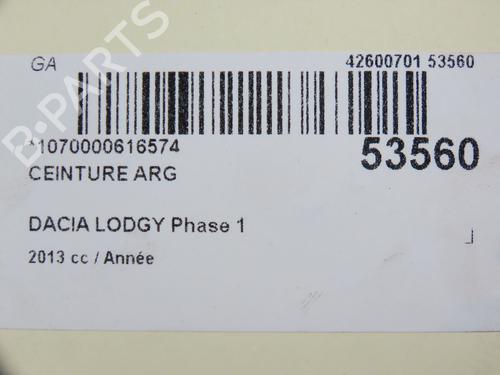 GA
42600701 53560
*1070000616574
53560
CEINTURE ARG
DACIA LODGY Phase 1
2013 cc / Année
B-PARTS